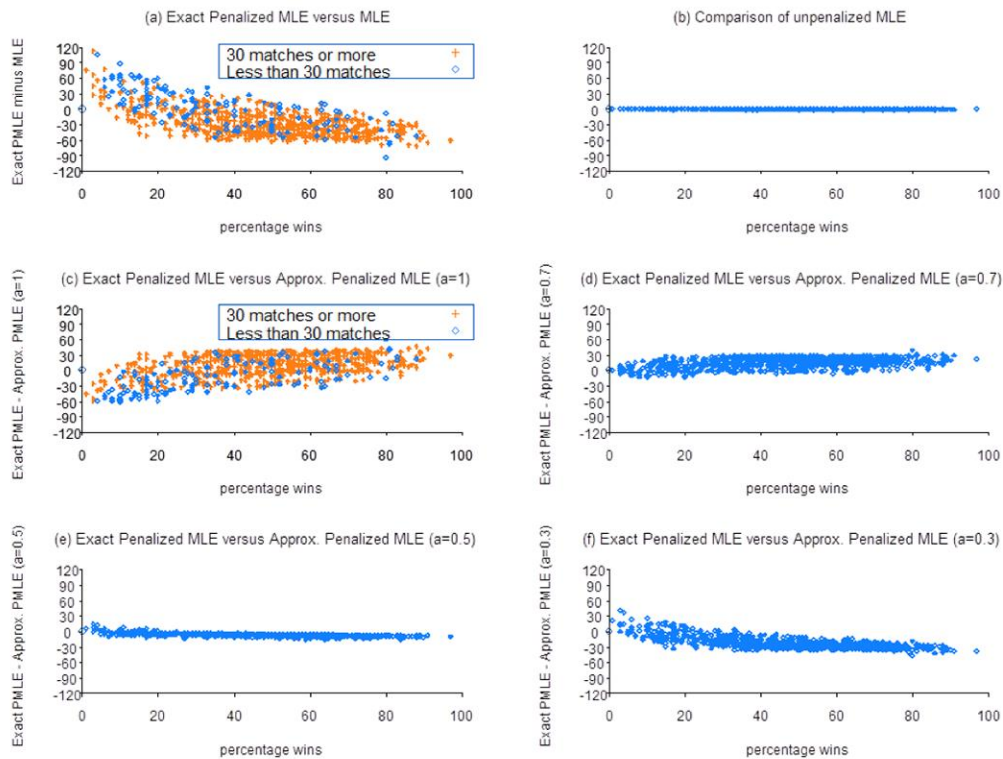 (a) Exact Penalized MLE versus MLE
Exact PMLE minus MLE
30 matches or more
Less than 30 matches
120
90
60
30
0
-30
-60
-90
-120
0 20 40 60 80 100
percentage wins
(b) Comparison of unpenalized MLE
120
90
60
30
0
-30
-60
-90
-120
0 20 40 60 80 100
percentage wins
(c) Exact Penalized MLE versus Approx. Penalized MLE (a=1)
Exact PMLE - Approx. PMLE (a=1)
30 matches or more
Less than 30 matches
120
90
60
30
0
-30
-60
-90
-120
0 20 40 60 80 100
percentage wins
(d) Exact Penalized MLE versus Approx. Penalized MLE (a=0.7)
Exact PMLE - Approx. PMLE (a=0.7)
120
90
60
30
0
-30
-60
-90
-120
0 20 40 60 80 100
percentage wins
(e) Exact Penalized MLE versus Approx. Penalized MLE (a=0.5)
Exact PMLE - Approx. PMLE (a=0.5)
120
90
60
30
0
-30
-60
-90
-120
0 20 40 60 80 100
percentage wins
(f) Exact Penalized MLE versus Approx. Penalized MLE (a=0.3)
Exact PMLE - Approx. PMLE (a=0.3)
120
90
60
30
0
-30
-60
-90
-120
0 20 40 60 80 100
percentage wins